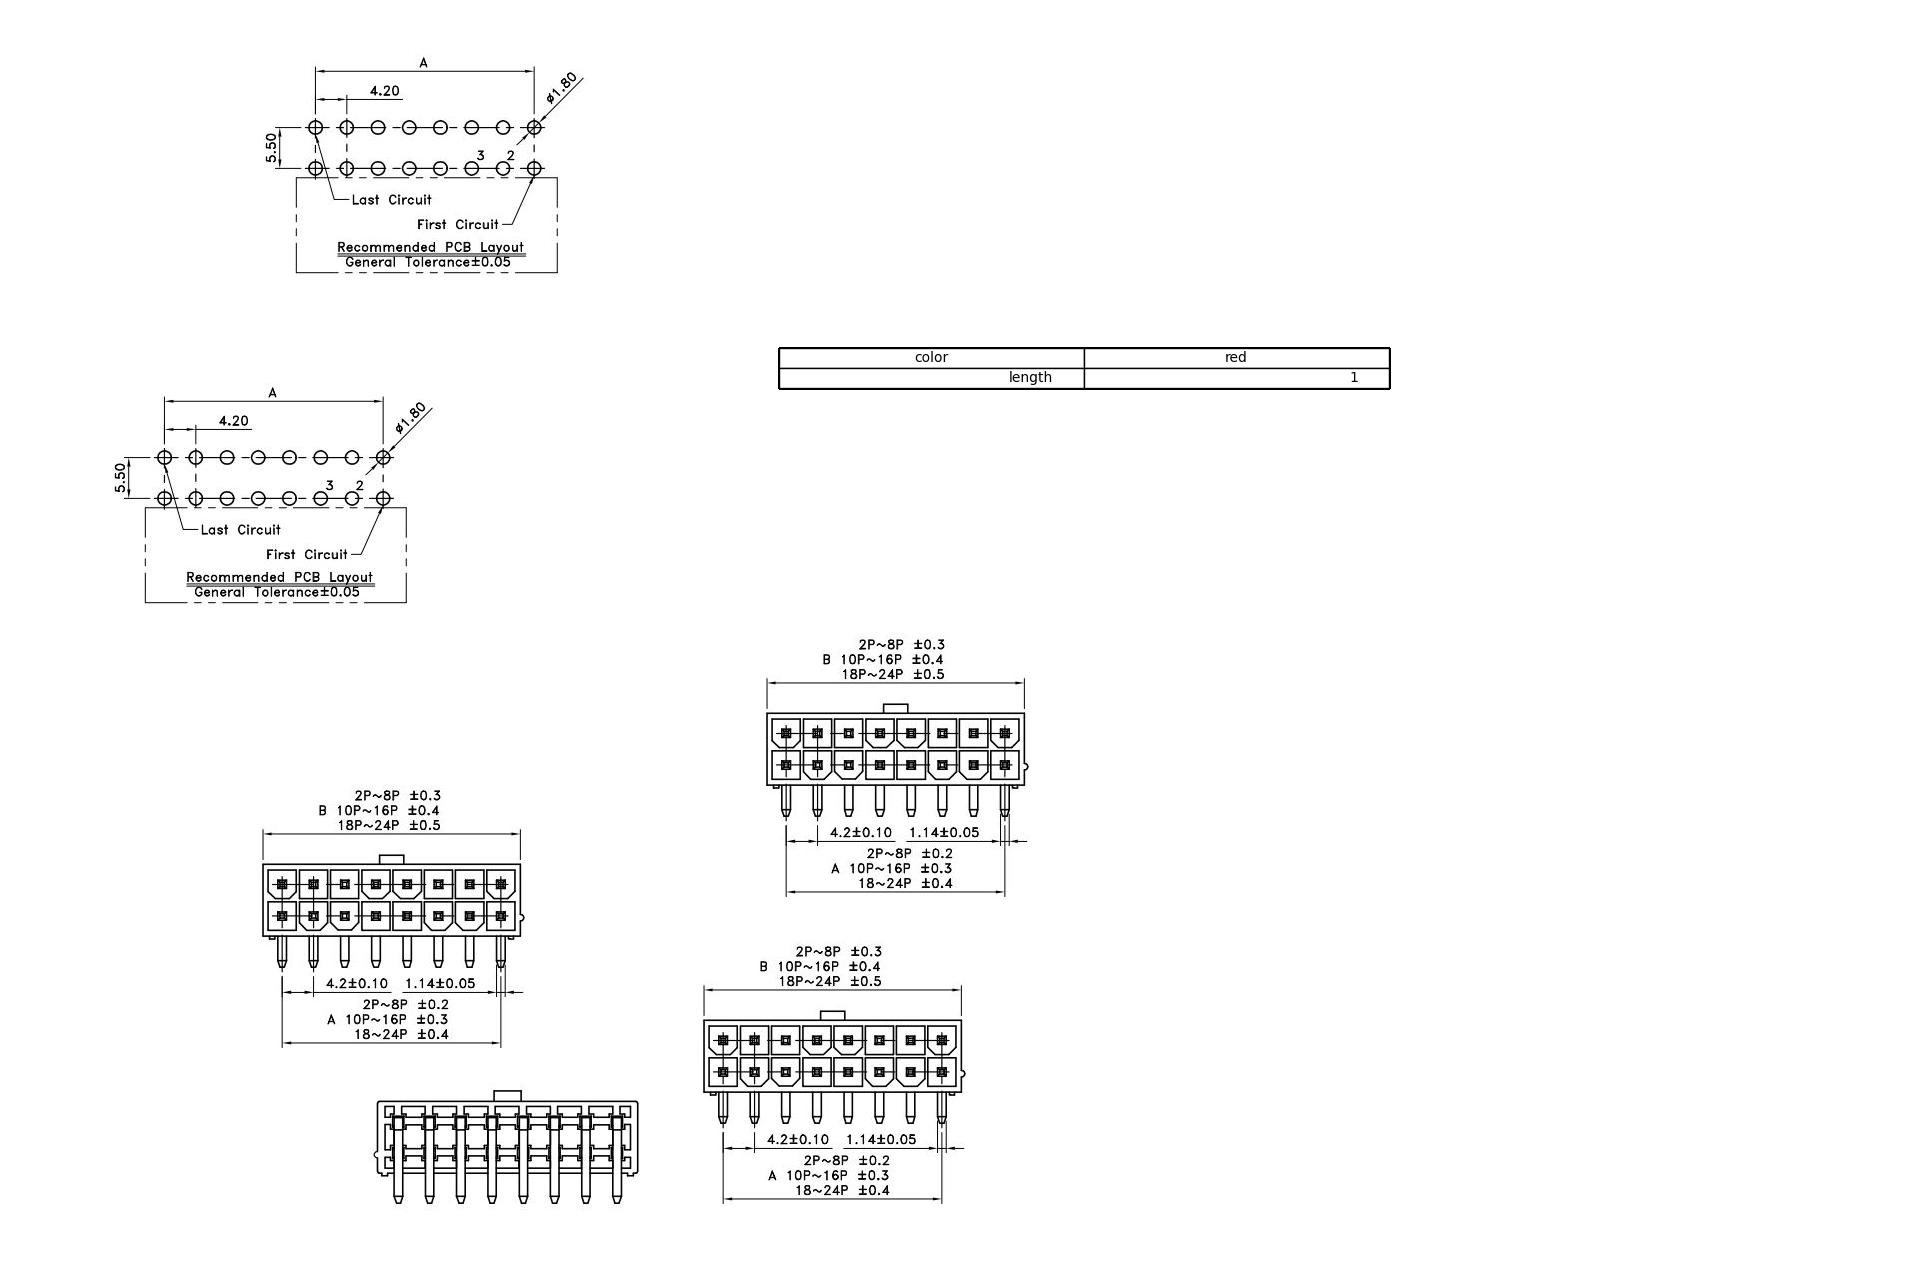 A
4.20
ø1.80
5.50
3 2
Last Circuit
First Circuit
Recommended PCB Layout
General Tolerance±0.05
color red
length 1
A
4.20
ø1.80
5.50
3 2
Last Circuit
First Circuit
Recommended PCB Layout
General Tolerance±0.05
2P~8P ±0.3
B 10P~16P ±0.4
18P~24P ±0.5
4.2±0.10 1.14±0.05
2P~8P ±0.2
A 10P~16P ±0.3
18~24P ±0.4
2P~8P ±0.3
B 10P~16P ±0.4
18P~24P ±0.5
4.2±0.10 1.14±0.05
2P~8P ±0.2
A 10P~16P ±0.3
18~24P ±0.4
2P~8P ±0.3
B 10P~16P ±0.4
18P~24P ±0.5
4.2±0.10 1.14±0.05
2P~8P ±0.2
A 10P~16P ±0.3
18~24P ±0.4